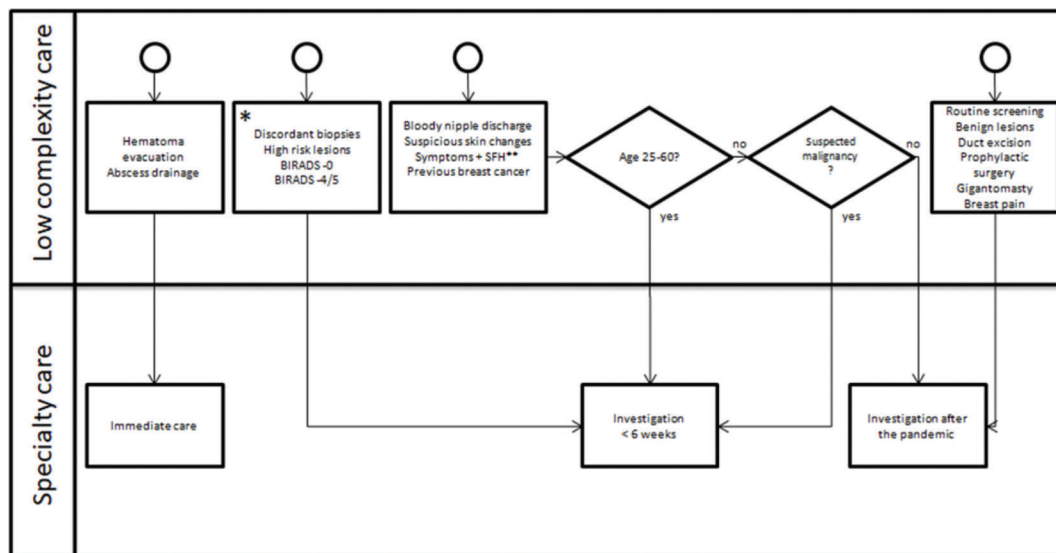 Low complexity care
Hematoma
evacuation
Abscess drainage
*
Discordant biopsies
High risk lesions
BIRADS -0
BIRADS -4/5
Bloody nipple discharge
Suspicious skin changes
Symptoms + SFH**
Previous breast cancer
Age 25-60?
no
yes
Suspected
malignancy
?
no
yes
Routine screening
Benign lesions
Duct excision
Prophylactic
surgery
Gigantomasty
Breast pain
Specialty care
Immediate care
Investigation
< 6 weeks
Investigation after
the pandemic